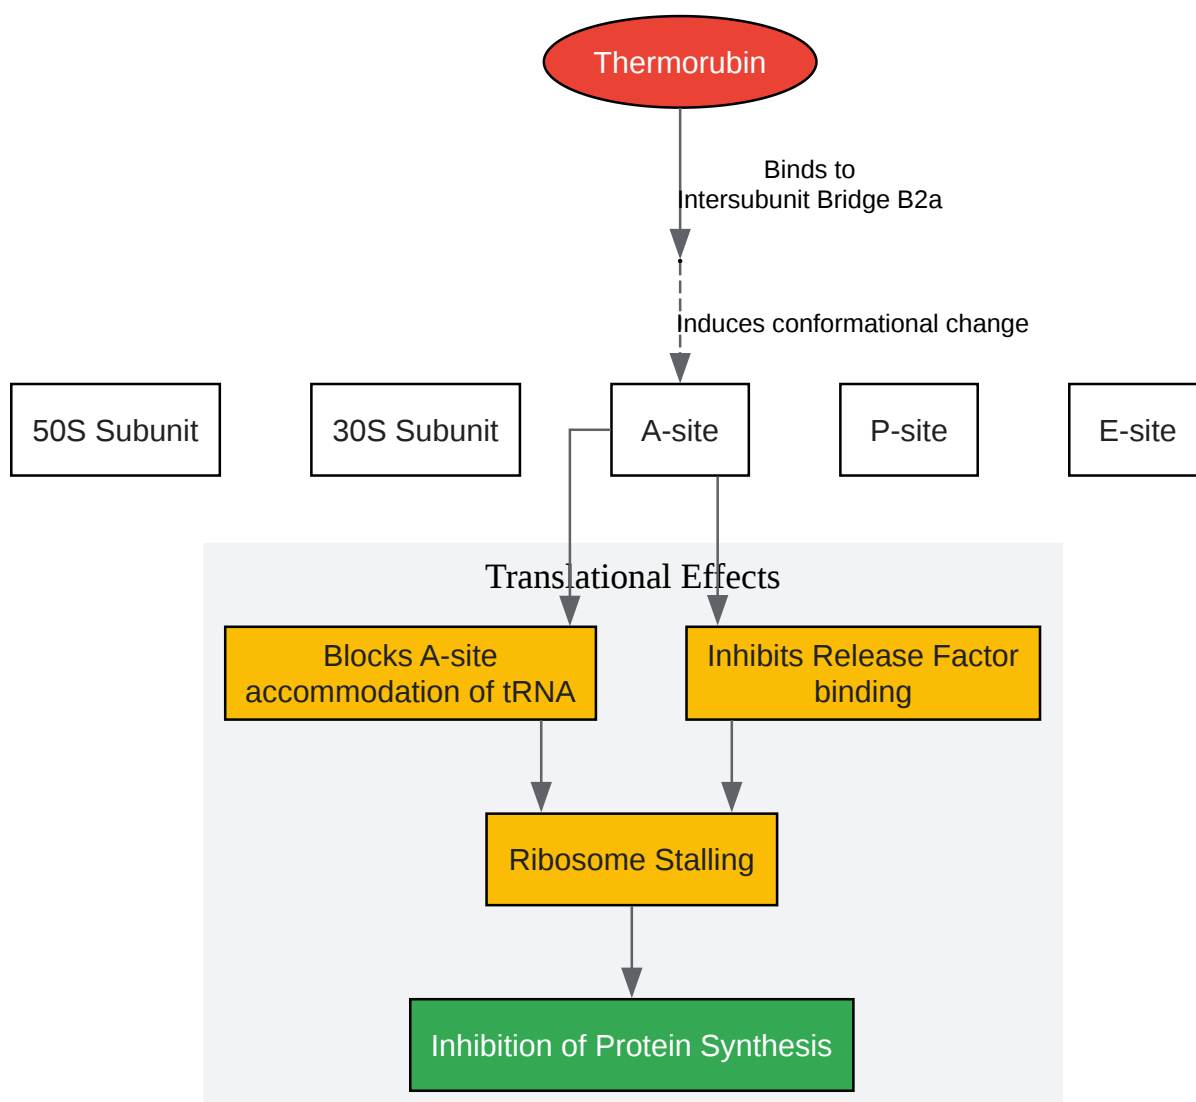 Thermorubin
Binds to
Intersubunit Bridge B2a
Induces conformational change
50S Subunit
30S Subunit
A-site
P-site
E-site
Translational Effects
Blocks A-site
accommodation of tRNA
Inhibits Release Factor
binding
Ribosome Stalling
Inhibition of Protein Synthesis